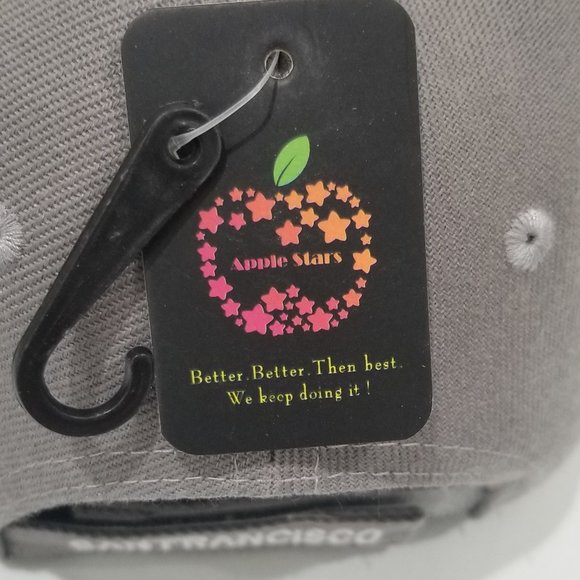 Apple Stars
Better. Better. Then best.
We keep doing it !
SAN FRANCISCO